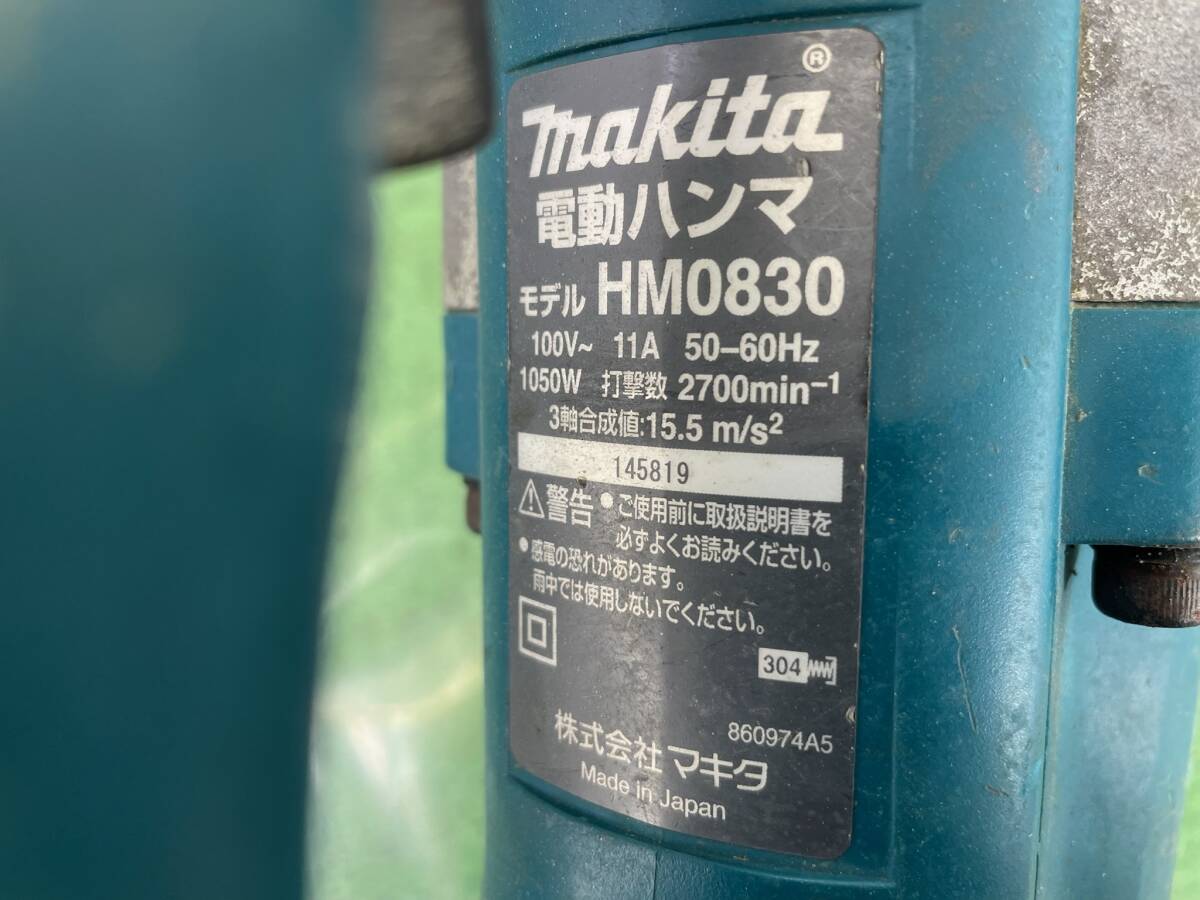 makita®
電動ハンマ
モデル HM0830
100V~ 11A 50–60Hz
1050W 打撃数 2700min⁻¹
3軸合成値:15.5 m/s²
145819
⚠警告 ●ご使用前に取扱説明書を
必ずよくお読みください。
●感電の恐れがあります。
雨中では使用しないでください。
304
860974A5
株式会社 マキタ
Made in Japan